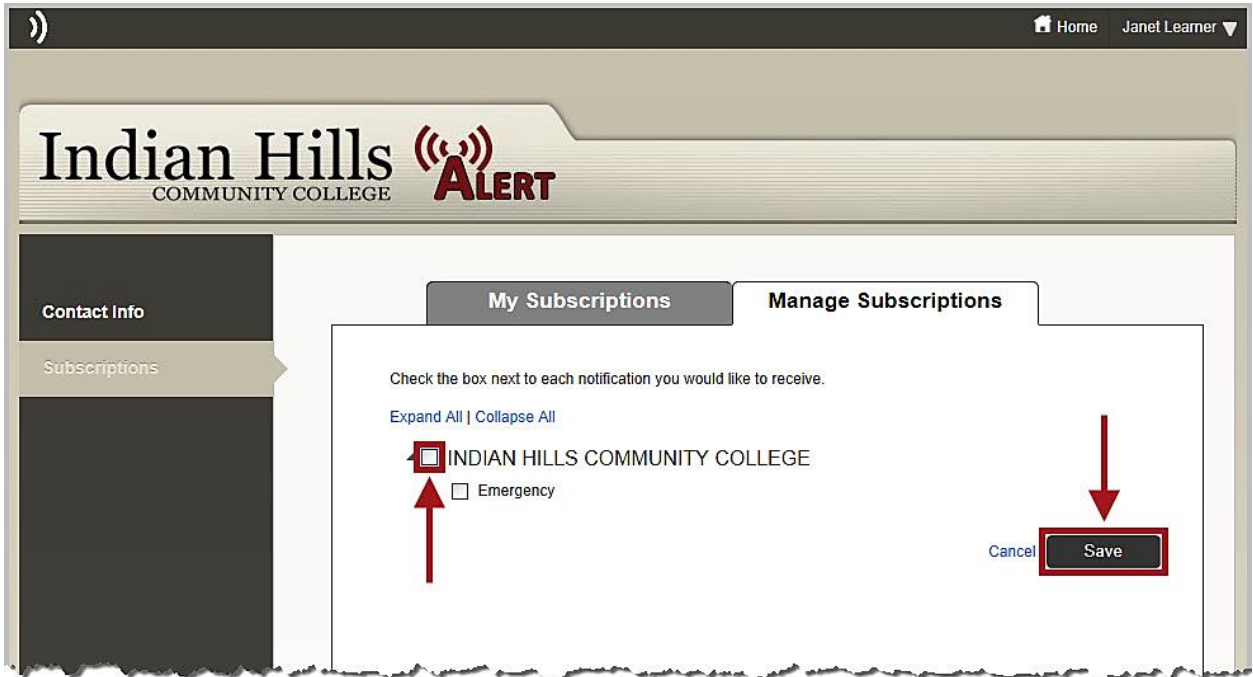 Home Janet Learner
Indian Hills
COMMUNITY COLLEGE
ALERT
Contact Info
Subscriptions
My Subscriptions Manage Subscriptions
Check the box next to each notification you would like to receive.
Expand All | Collapse All
INDIAN HILLS COMMUNITY COLLEGE
Emergency
Cancel Save